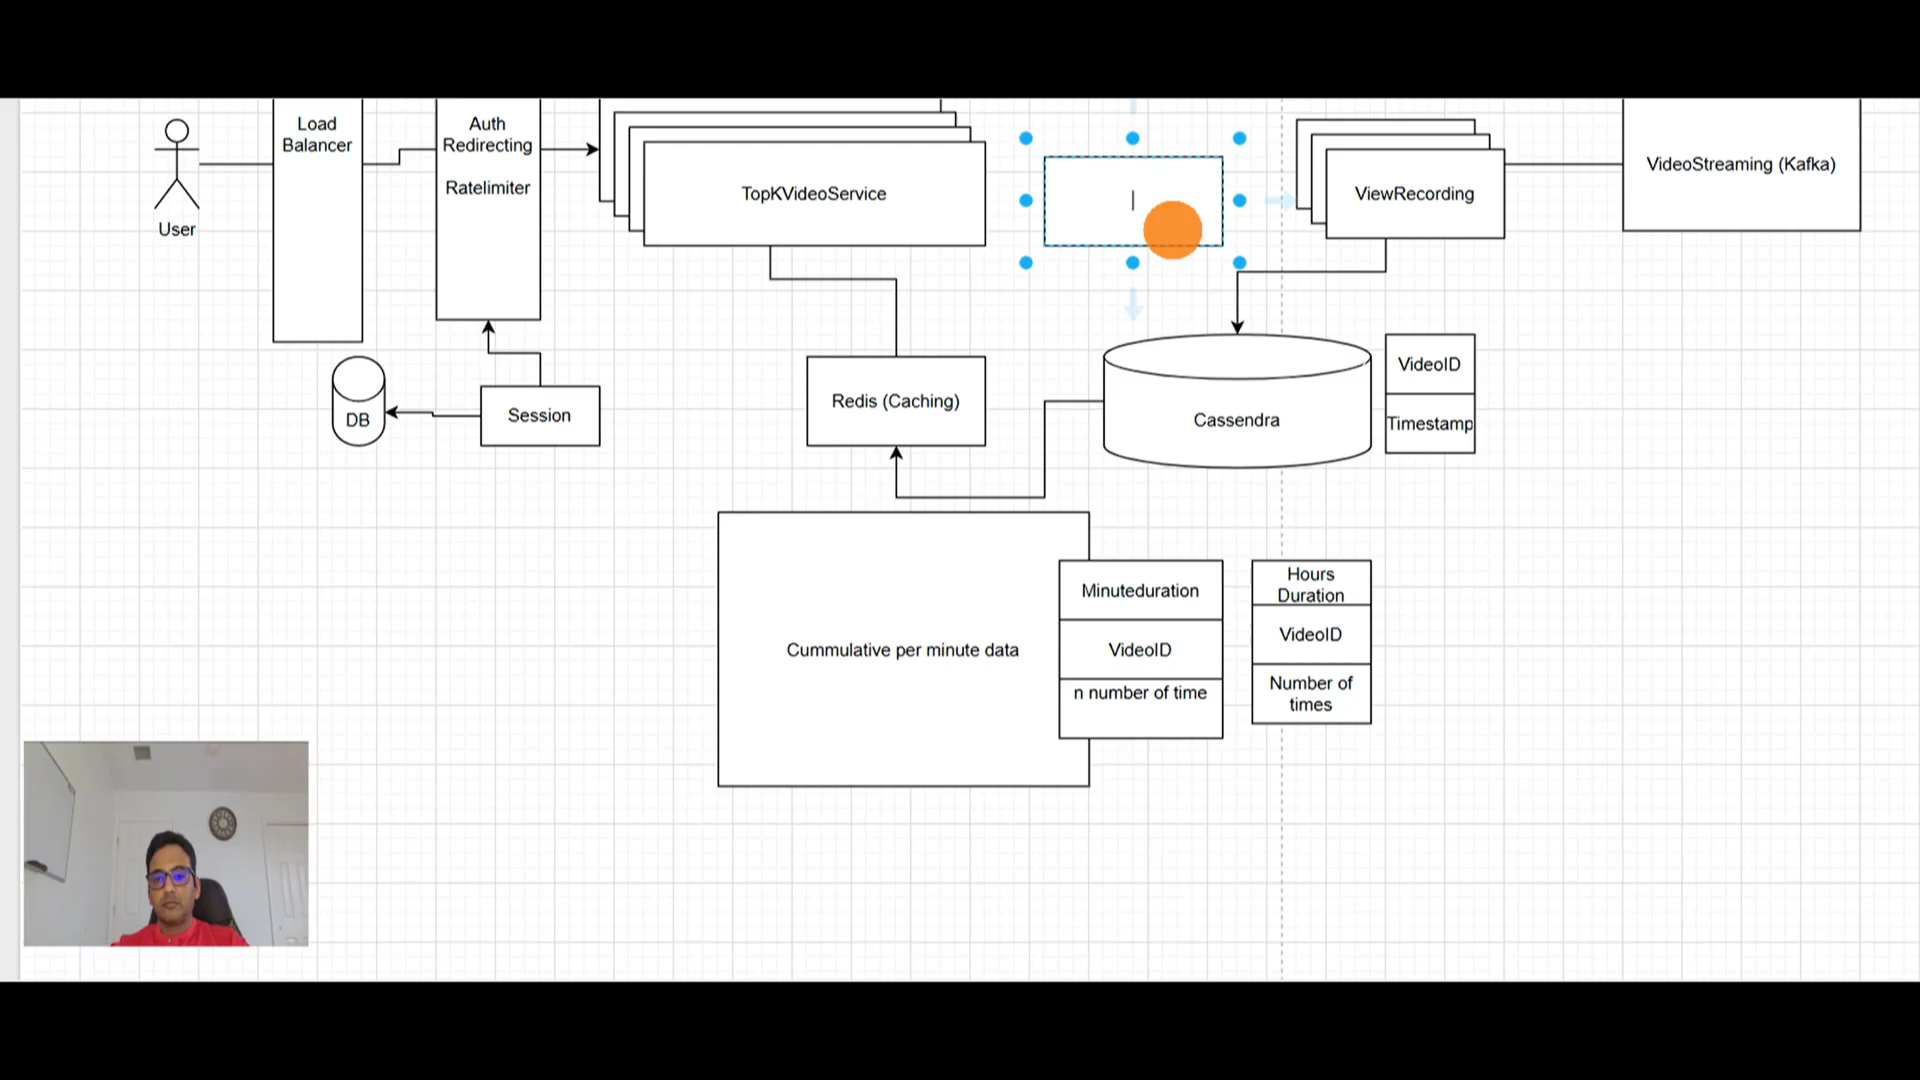 Load
Balancer
Auth
Redirecting
Ratelimiter
TopKVideoService
ViewRecording
VideoStreaming (Kafka)
User
DB
Session
Redis (Caching)
Cassendra
VideoID
Timestamp
Cummulative per minute data
Minuteduration
VideoID
n number of time
Hours
Duration
VideoID
Number of
times